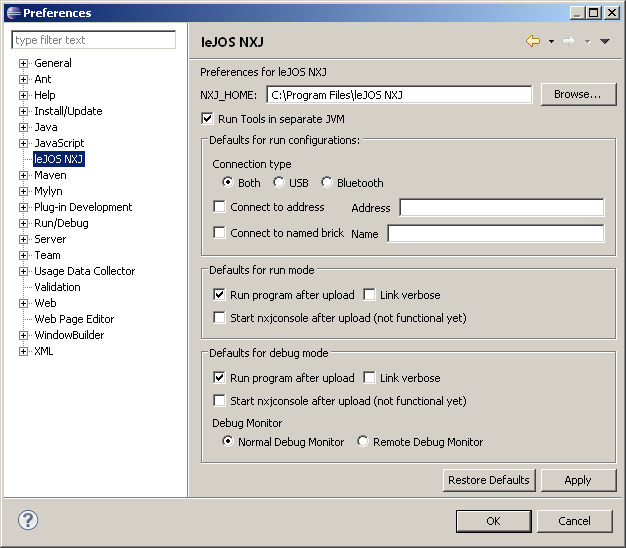 Preferences
type filter text
General
Ant
Help
Install/Update
Java
JavaScript
leJOS NXJ
Maven
Mylyn
Plug-in Development
Run/Debug
Server
Team
Usage Data Collector
Validation
Web
Web Page Editor
WindowBuilder
XML
leJOS NXJ
Preferences for leJOS NXJ
NXJ_HOME: C:\Program Files\leJOS NXJ Browse...
Run Tools in separate JVM
Defaults for run configurations:
Connection type
Both USB Bluetooth
Connect to address Address
Connect to named brick Name
Defaults for run mode
Run program after upload Link verbose
Start nxjconsole after upload (not functional yet)
Defaults for debug mode
Run program after upload Link verbose
Start nxjconsole after upload (not functional yet)
Debug Monitor
Normal Debug Monitor Remote Debug Monitor
Restore Defaults Apply
? OK Cancel